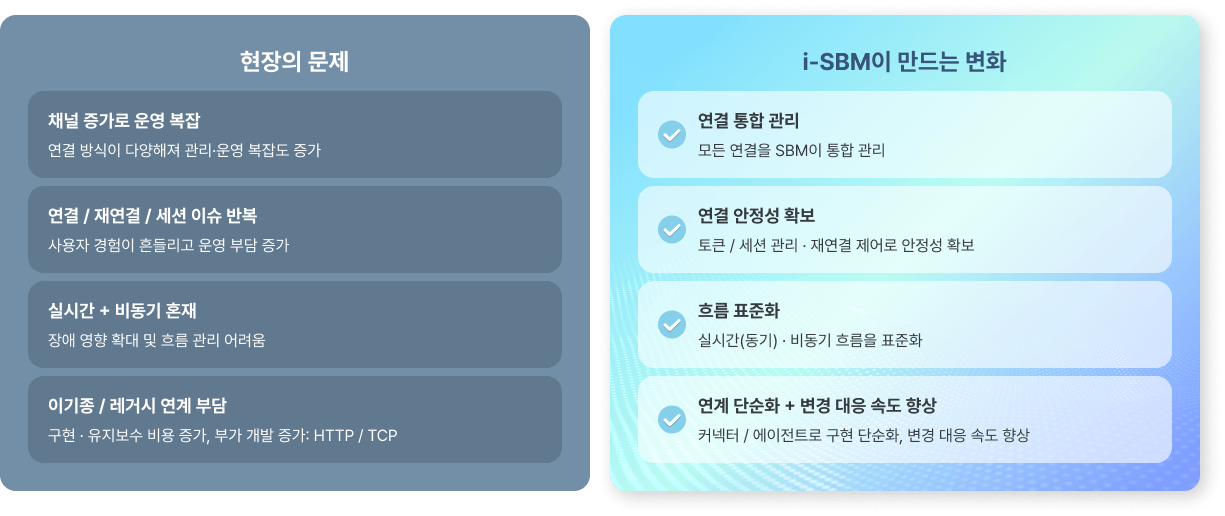 현장의 문제
채널 증가로 운영 복잡
연결 방식이 다양해져 관리·운영 복잡도 증가
연결 / 재연결 / 세션 이슈 반복
사용자 경험이 흔들리고 운영 부담 증가
실시간 + 비동기 혼재
장애 영향 확대 및 흐름 관리 어려움
이기종 / 레거시 연계 부담
구현 · 유지보수 비용 증가, 부가 개발 증가: HTTP / TCP
i-SBM이 만드는 변화
연결 통합 관리
모든 연결을 SBM이 통합 관리
연결 안정성 확보
토큰 / 세션 관리 · 재연결 제어로 안정성 확보
흐름 표준화
실시간(동기) · 비동기 흐름을 표준화
연계 단순화 + 변경 대응 속도 향상
커넥터 / 에이전트로 구현 단순화, 변경 대응 속도 향상